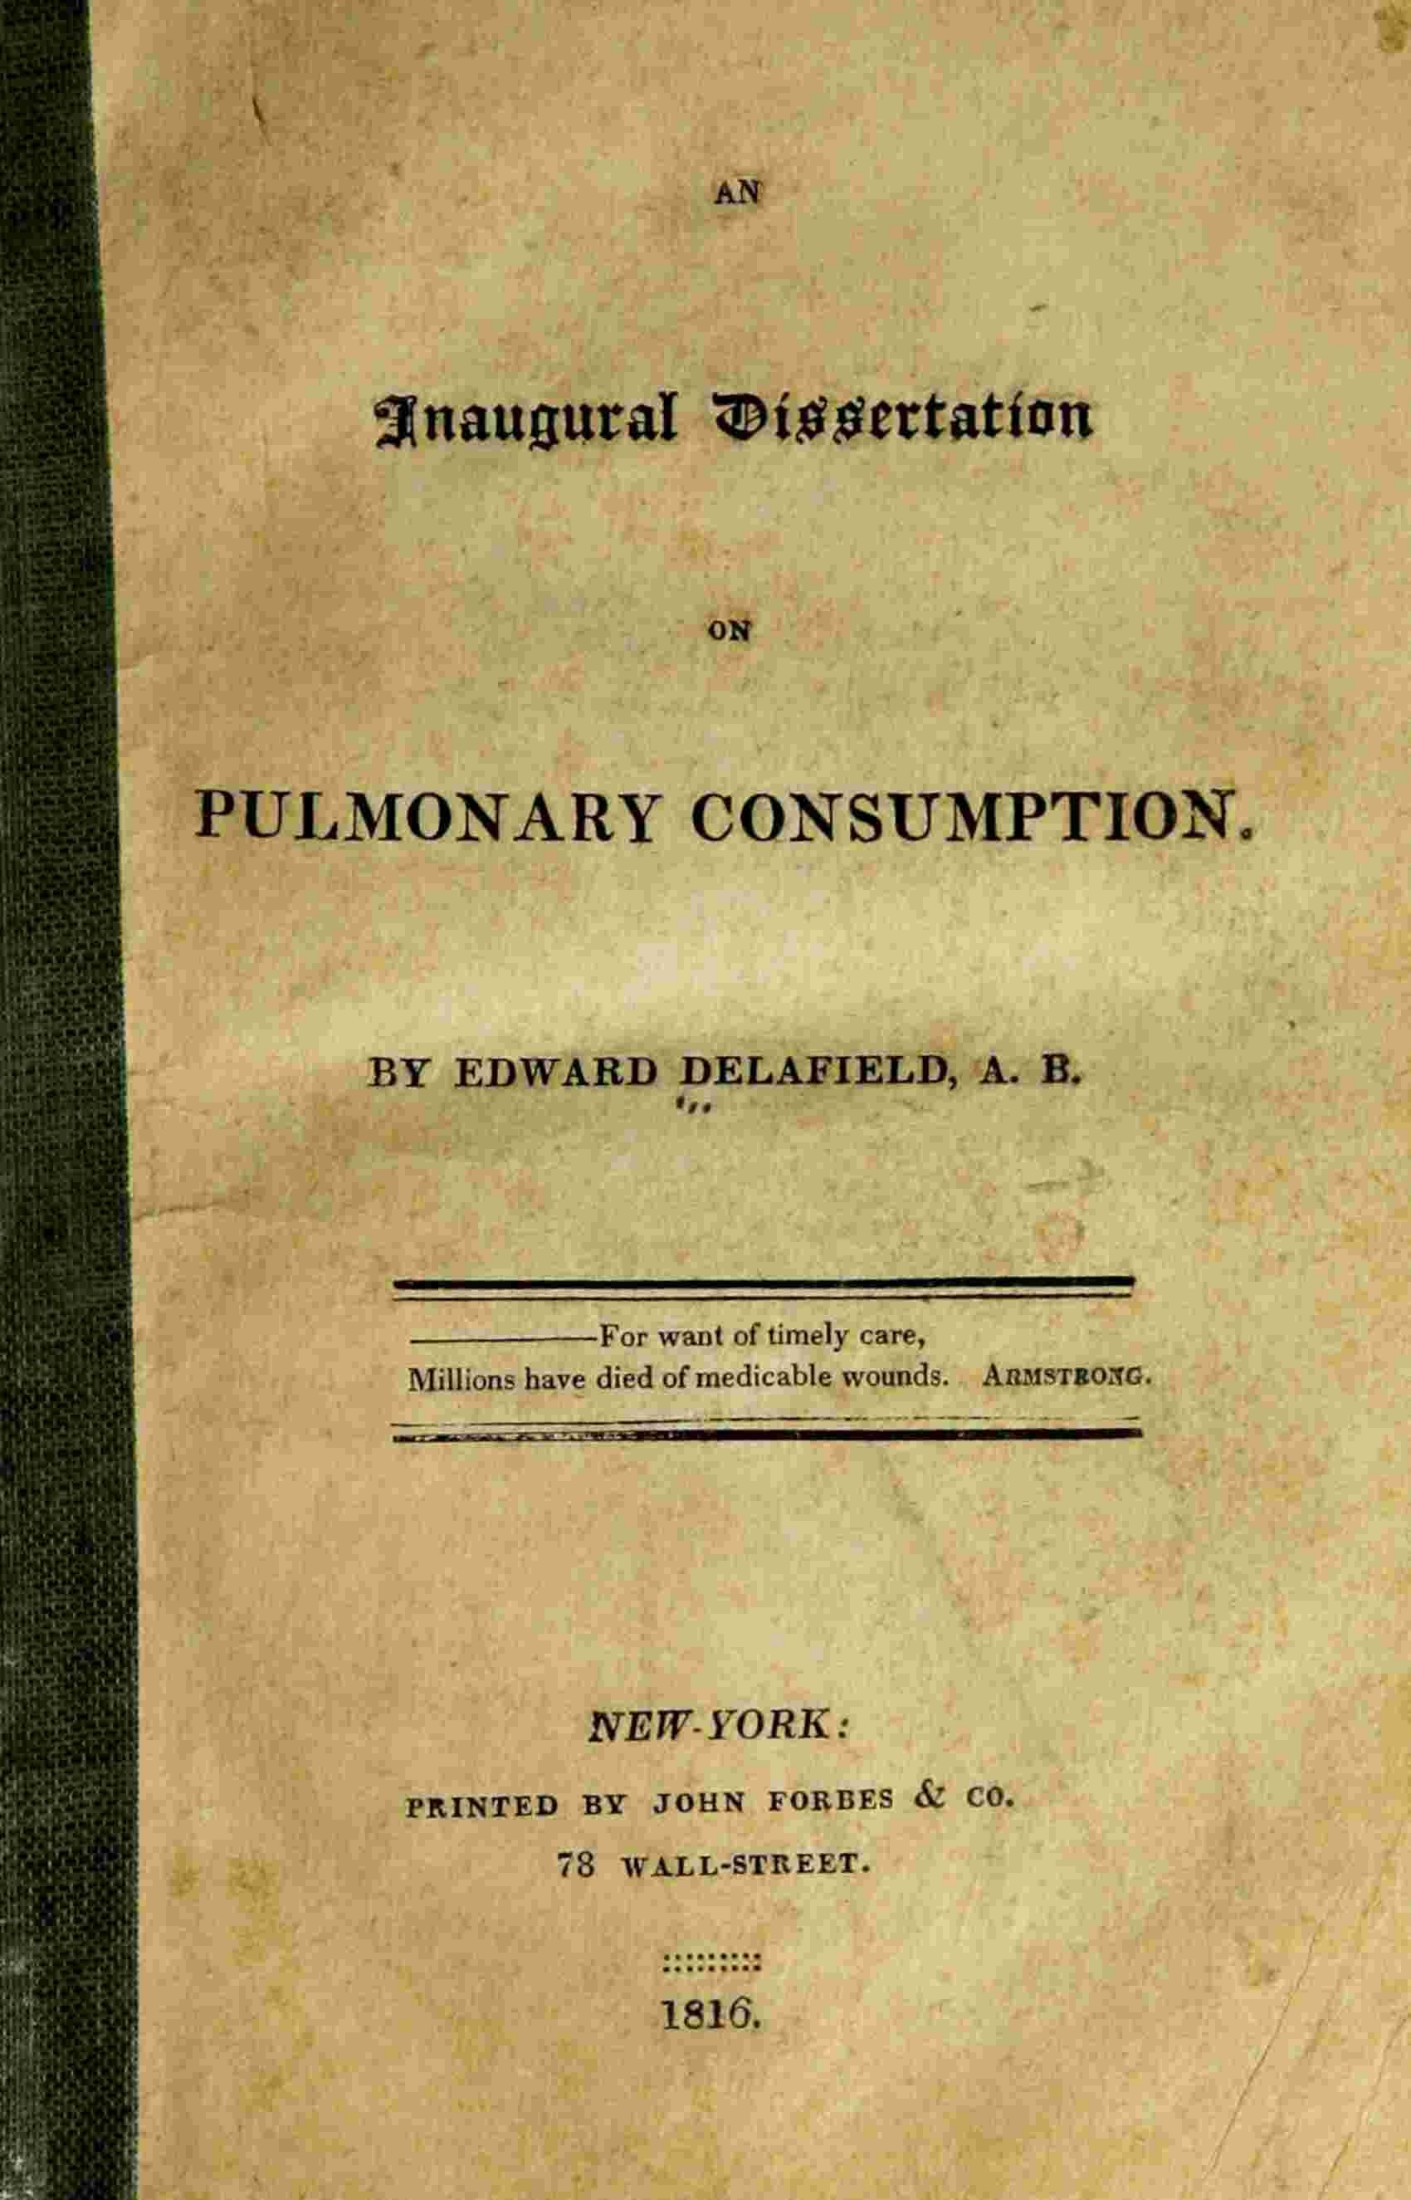 AN
Inaugural Dissertation
ON
PULMONARY CONSUMPTION.
BY EDWARD DELAFIELD, A. B.
————For want of timely care,
Millions have died of medicable wounds. ARMSTRONG.
NEW-YORK:
PRINTED BY JOHN FORBES & CO.
78 WALL-STREET.
1816.